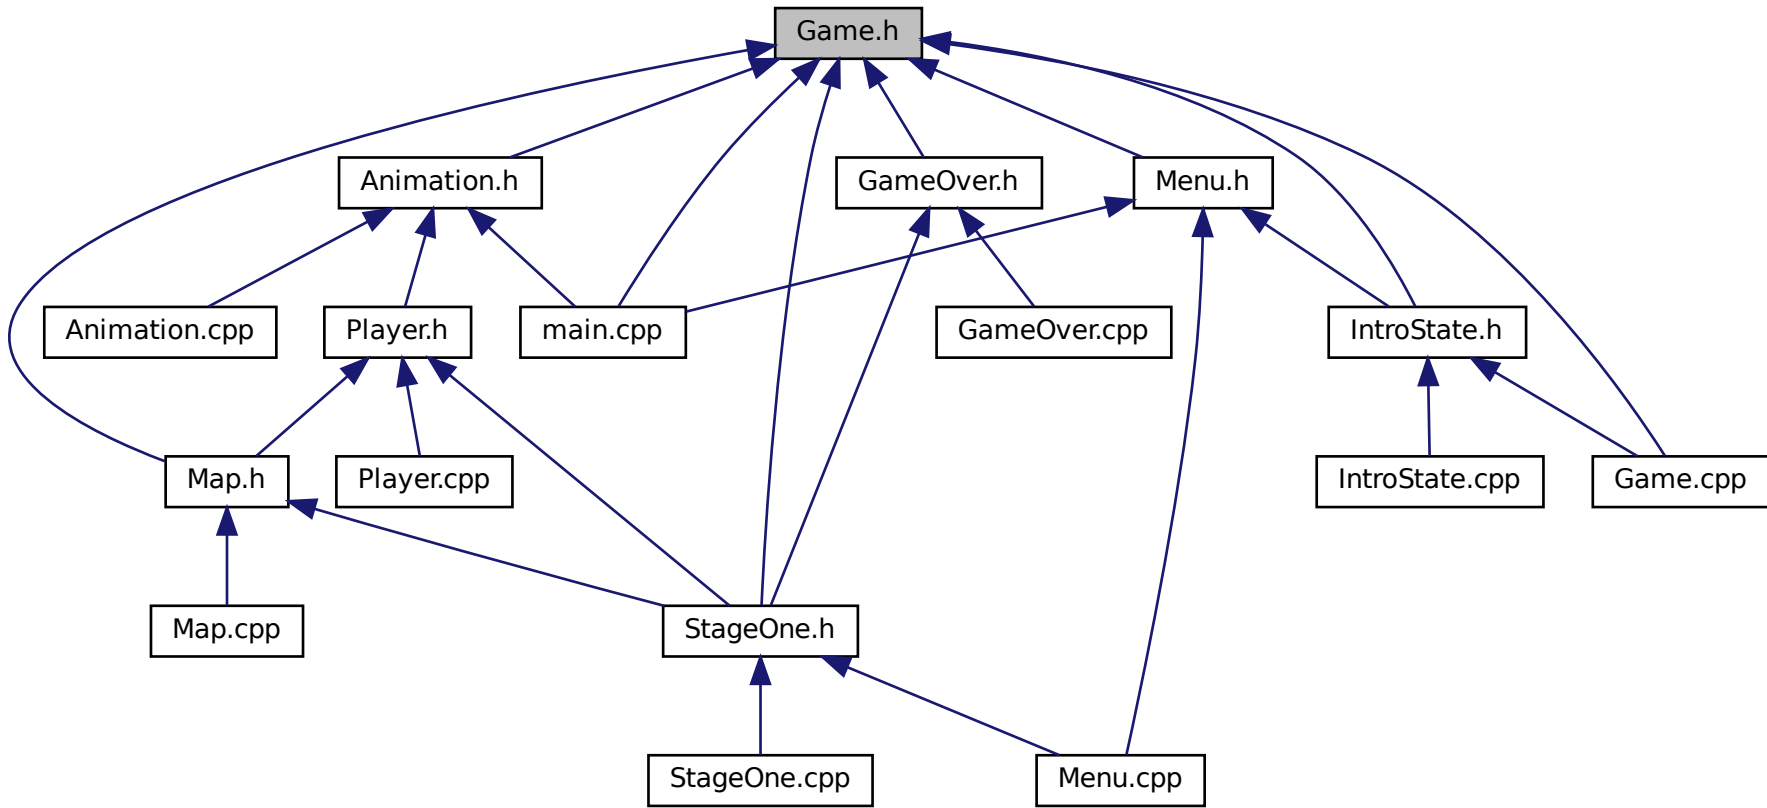 Game.h
Animation.h
GameOver.h
Menu.h
Animation.cpp
Player.h
main.cpp
GameOver.cpp
IntroState.h
Map.h
Player.cpp
IntroState.cpp
Game.cpp
Map.cpp
StageOne.h
StageOne.cpp
Menu.cpp